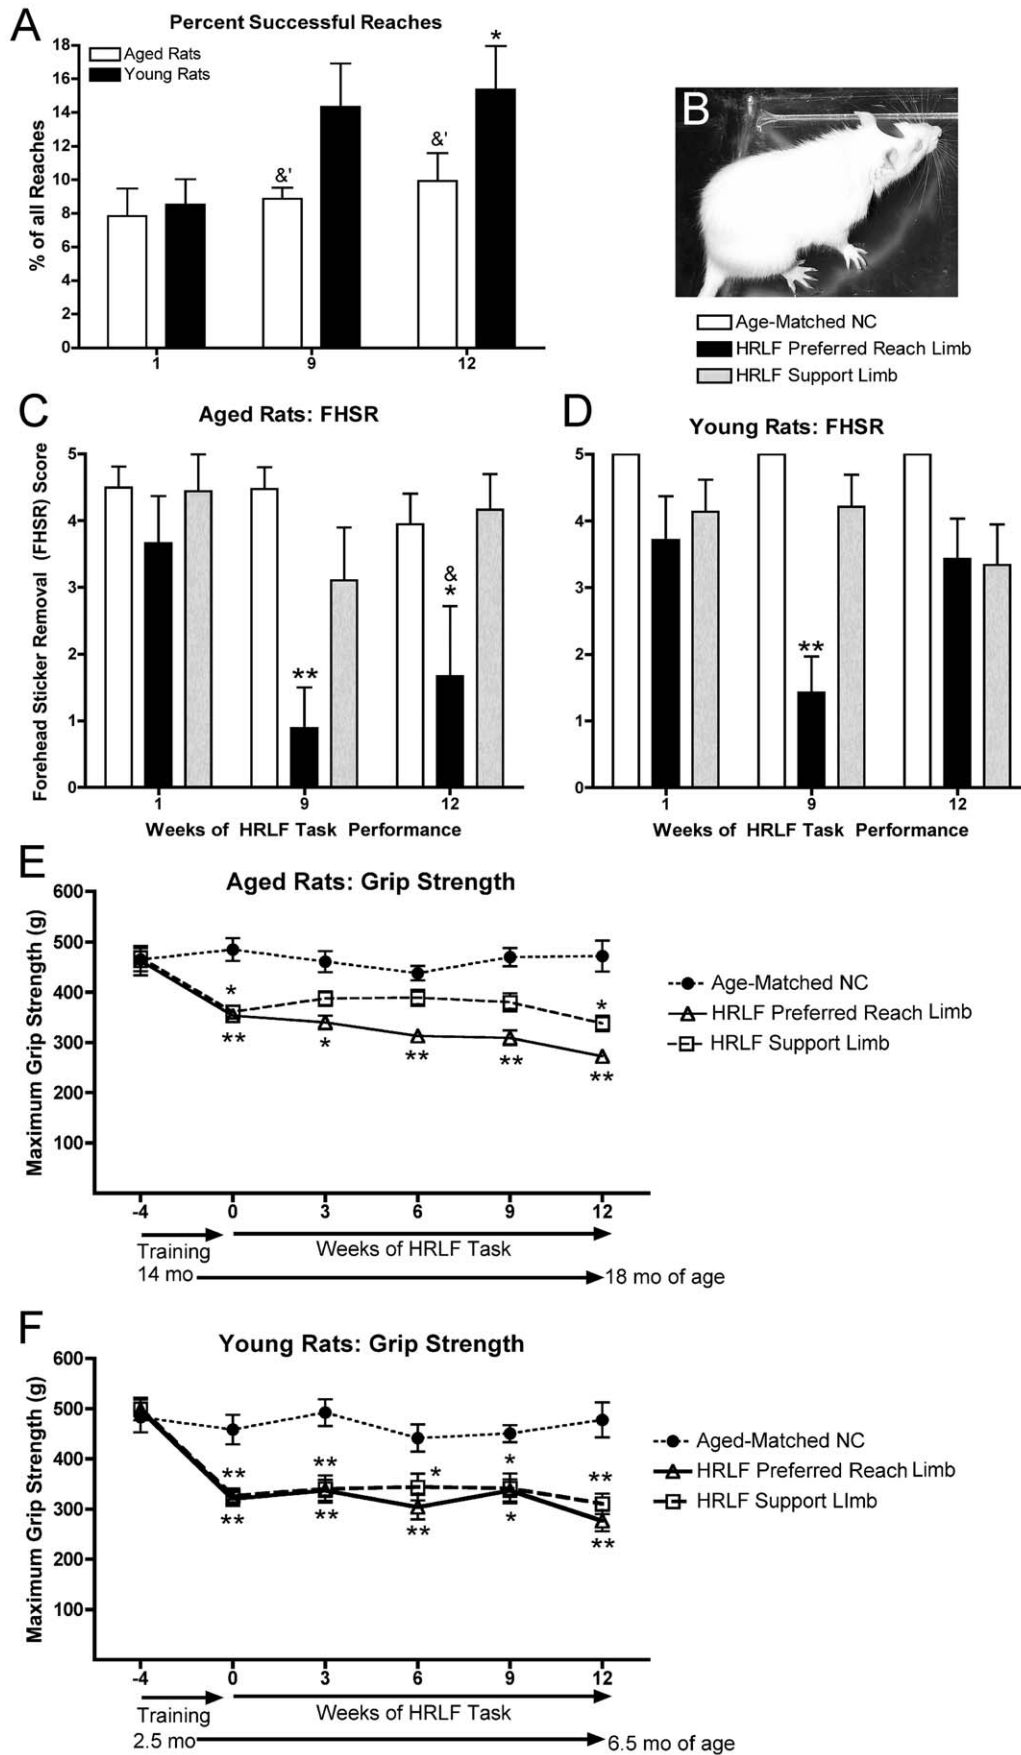 A
Percent Successful Reaches
Aged Rats
Young Rats
% of all Reaches
18
16
14
12
10
8
6
4
2
0
&'
&'
*
1 9 12
B
Age-Matched NC
HRLF Preferred Reach Limb
HRLF Support Limb
C
Aged Rats: FHSR
Forehead Sticker Removal (FHSR) Score
5
4
3
2
1
0
**
&
*
1 9 12
Weeks of HRLF Task Performance
D
Young Rats: FHSR
5
4
3
2
1
0
**
1 9 12
Weeks of HRLF Task Performance
E
Aged Rats: Grip Strength
Maximum Grip Strength (g)
600
500
400
300
200
100
* *
** * ** ** **
Age-Matched NC
HRLF Preferred Reach Limb
HRLF Support Limb
-4 0 3 6 9 12
Training
Weeks of HRLF Task
14 mo
18 mo of age
F
Young Rats: Grip Strength
Maximum Grip Strength (g)
600
500
400
300
200
100
** ** * * **
** ** ** * **
Aged-Matched NC
HRLF Preferred Reach Limb
HRLF Support LImb
-4 0 3 6 9 12
Training
Weeks of HRLF Task
2.5 mo
6.5 mo of age